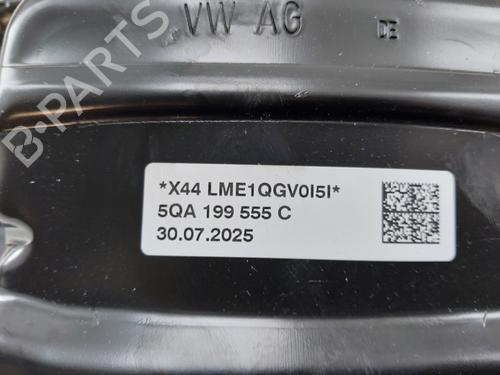 VW AG
DE
B-PARTS
*X44 LME1QGV0I5I*
5QA 199 555 C
30.07.2025